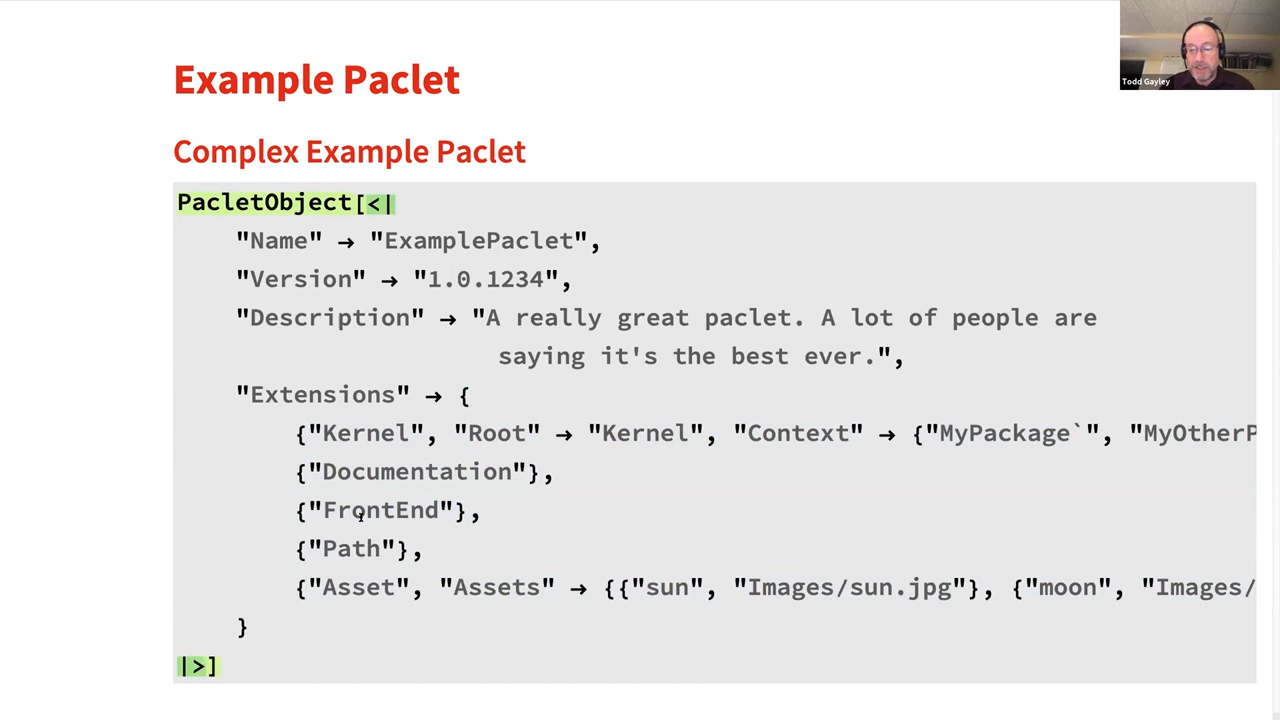 Example Paclet
Todd Gayley
Complex Example Paclet
PacletObject[<|
"Name" → "ExamplePaclet",
"Version" → "1.0.1234",
"Description" → "A really great paclet. A lot of people are
saying it's the best ever.",
"Extensions" → {
{"Kernel", "Root" → "Kernel", "Context" → {"MyPackage`", "MyOtherP
{"Documentation"},
{"FrontEnd"},
{"Path"},
{"Asset", "Assets" → {{"sun", "Images/sun.jpg"}, {"moon", "Images/
}
|>]